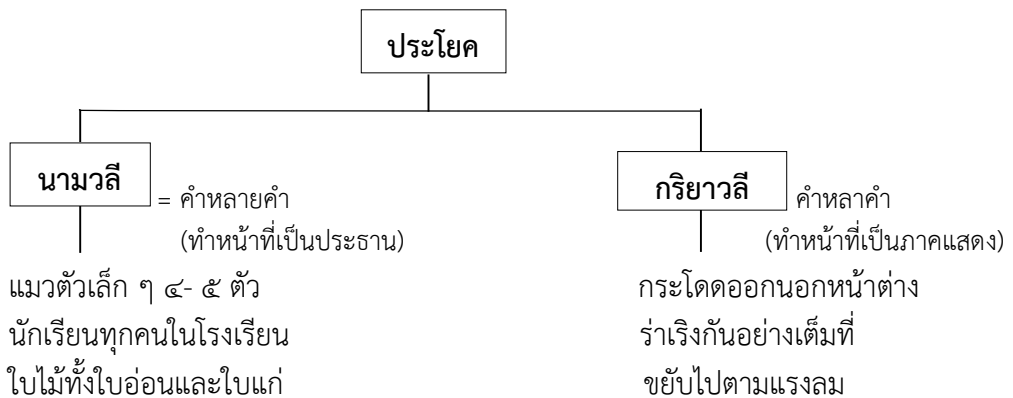 ประโยค
นามวลี
= คำหลายคำ
(ทำหน้าที่เป็นประธาน)
กริยาวลี
คำหลาคำ
(ทำหน้าที่เป็นภาคแสดง)
แมวตัวเล็ก ๆ ๔- ๕ ตัว
นักเรียนทุกคนในโรงเรียน
ใบไม้ทั้งใบอ่อนและใบแก่
กระโดดออกนอกหน้าต่าง
ร่าเริงกันอย่างเต็มที่
ขยับไปตามแรงลม